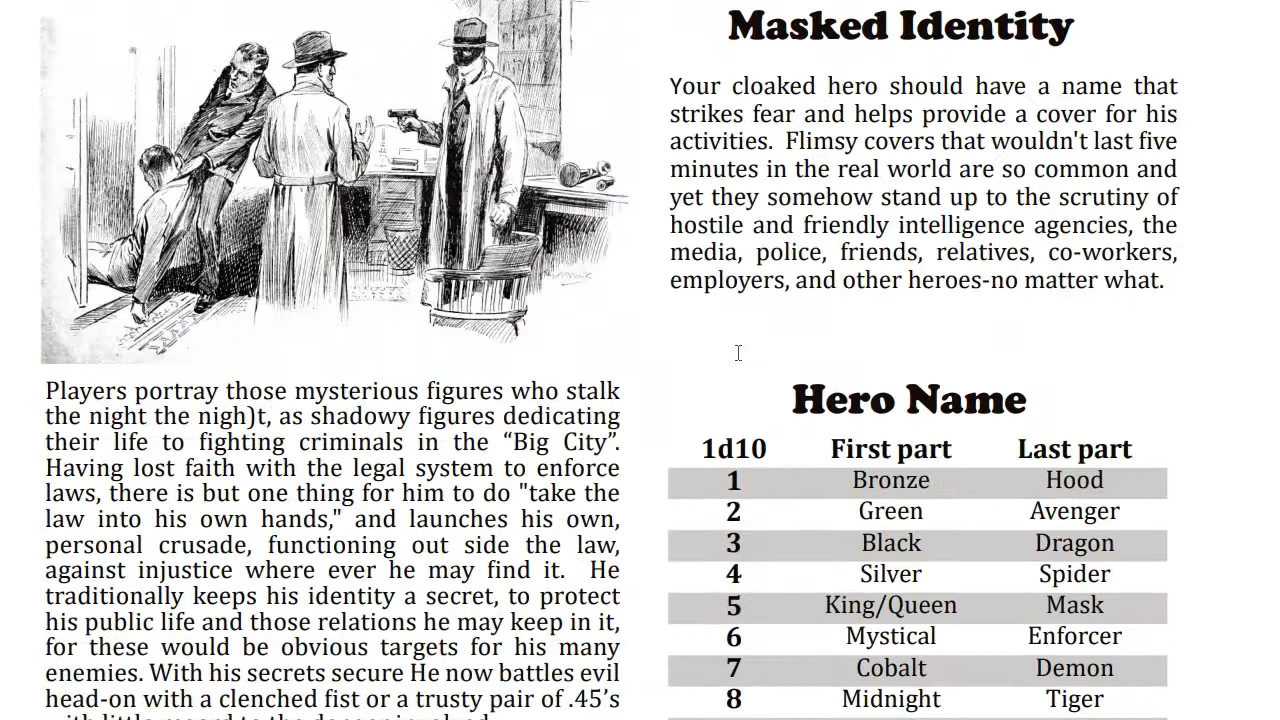 Masked Identity
Your cloaked hero should have a name that
strikes fear and helps provide a cover for his
activities.  Flimsy covers that wouldn't last five
minutes in the real world are so common and
yet they somehow stand up to the scrutiny of
hostile and friendly intelligence agencies, the
media, police, friends, relatives, co-workers,
employers, and other heroes-no matter what.
Players portray those mysterious figures who stalk
the night the nigh)t, as shadowy figures dedicating
their life to fighting criminals in the “Big City”.
Having lost faith with the legal system to enforce
laws, there is but one thing for him to do "take the
law into his own hands," and launches his own,
personal crusade, functioning out side the law,
against injustice where ever he may find it.  He
traditionally keeps his identity a secret, to protect
his public life and those relations he may keep in it,
for these would be obvious targets for his many
enemies. With his secrets secure He now battles evil
head-on with a clenched fist or a trusty pair of .45’s
Hero Name
1d10 First part Last part
1 Bronze Hood
2 Green Avenger
3 Black Dragon
4 Silver Spider
5 King/Queen Mask
6 Mystical Enforcer
7 Cobalt Demon
8 Midnight Tiger